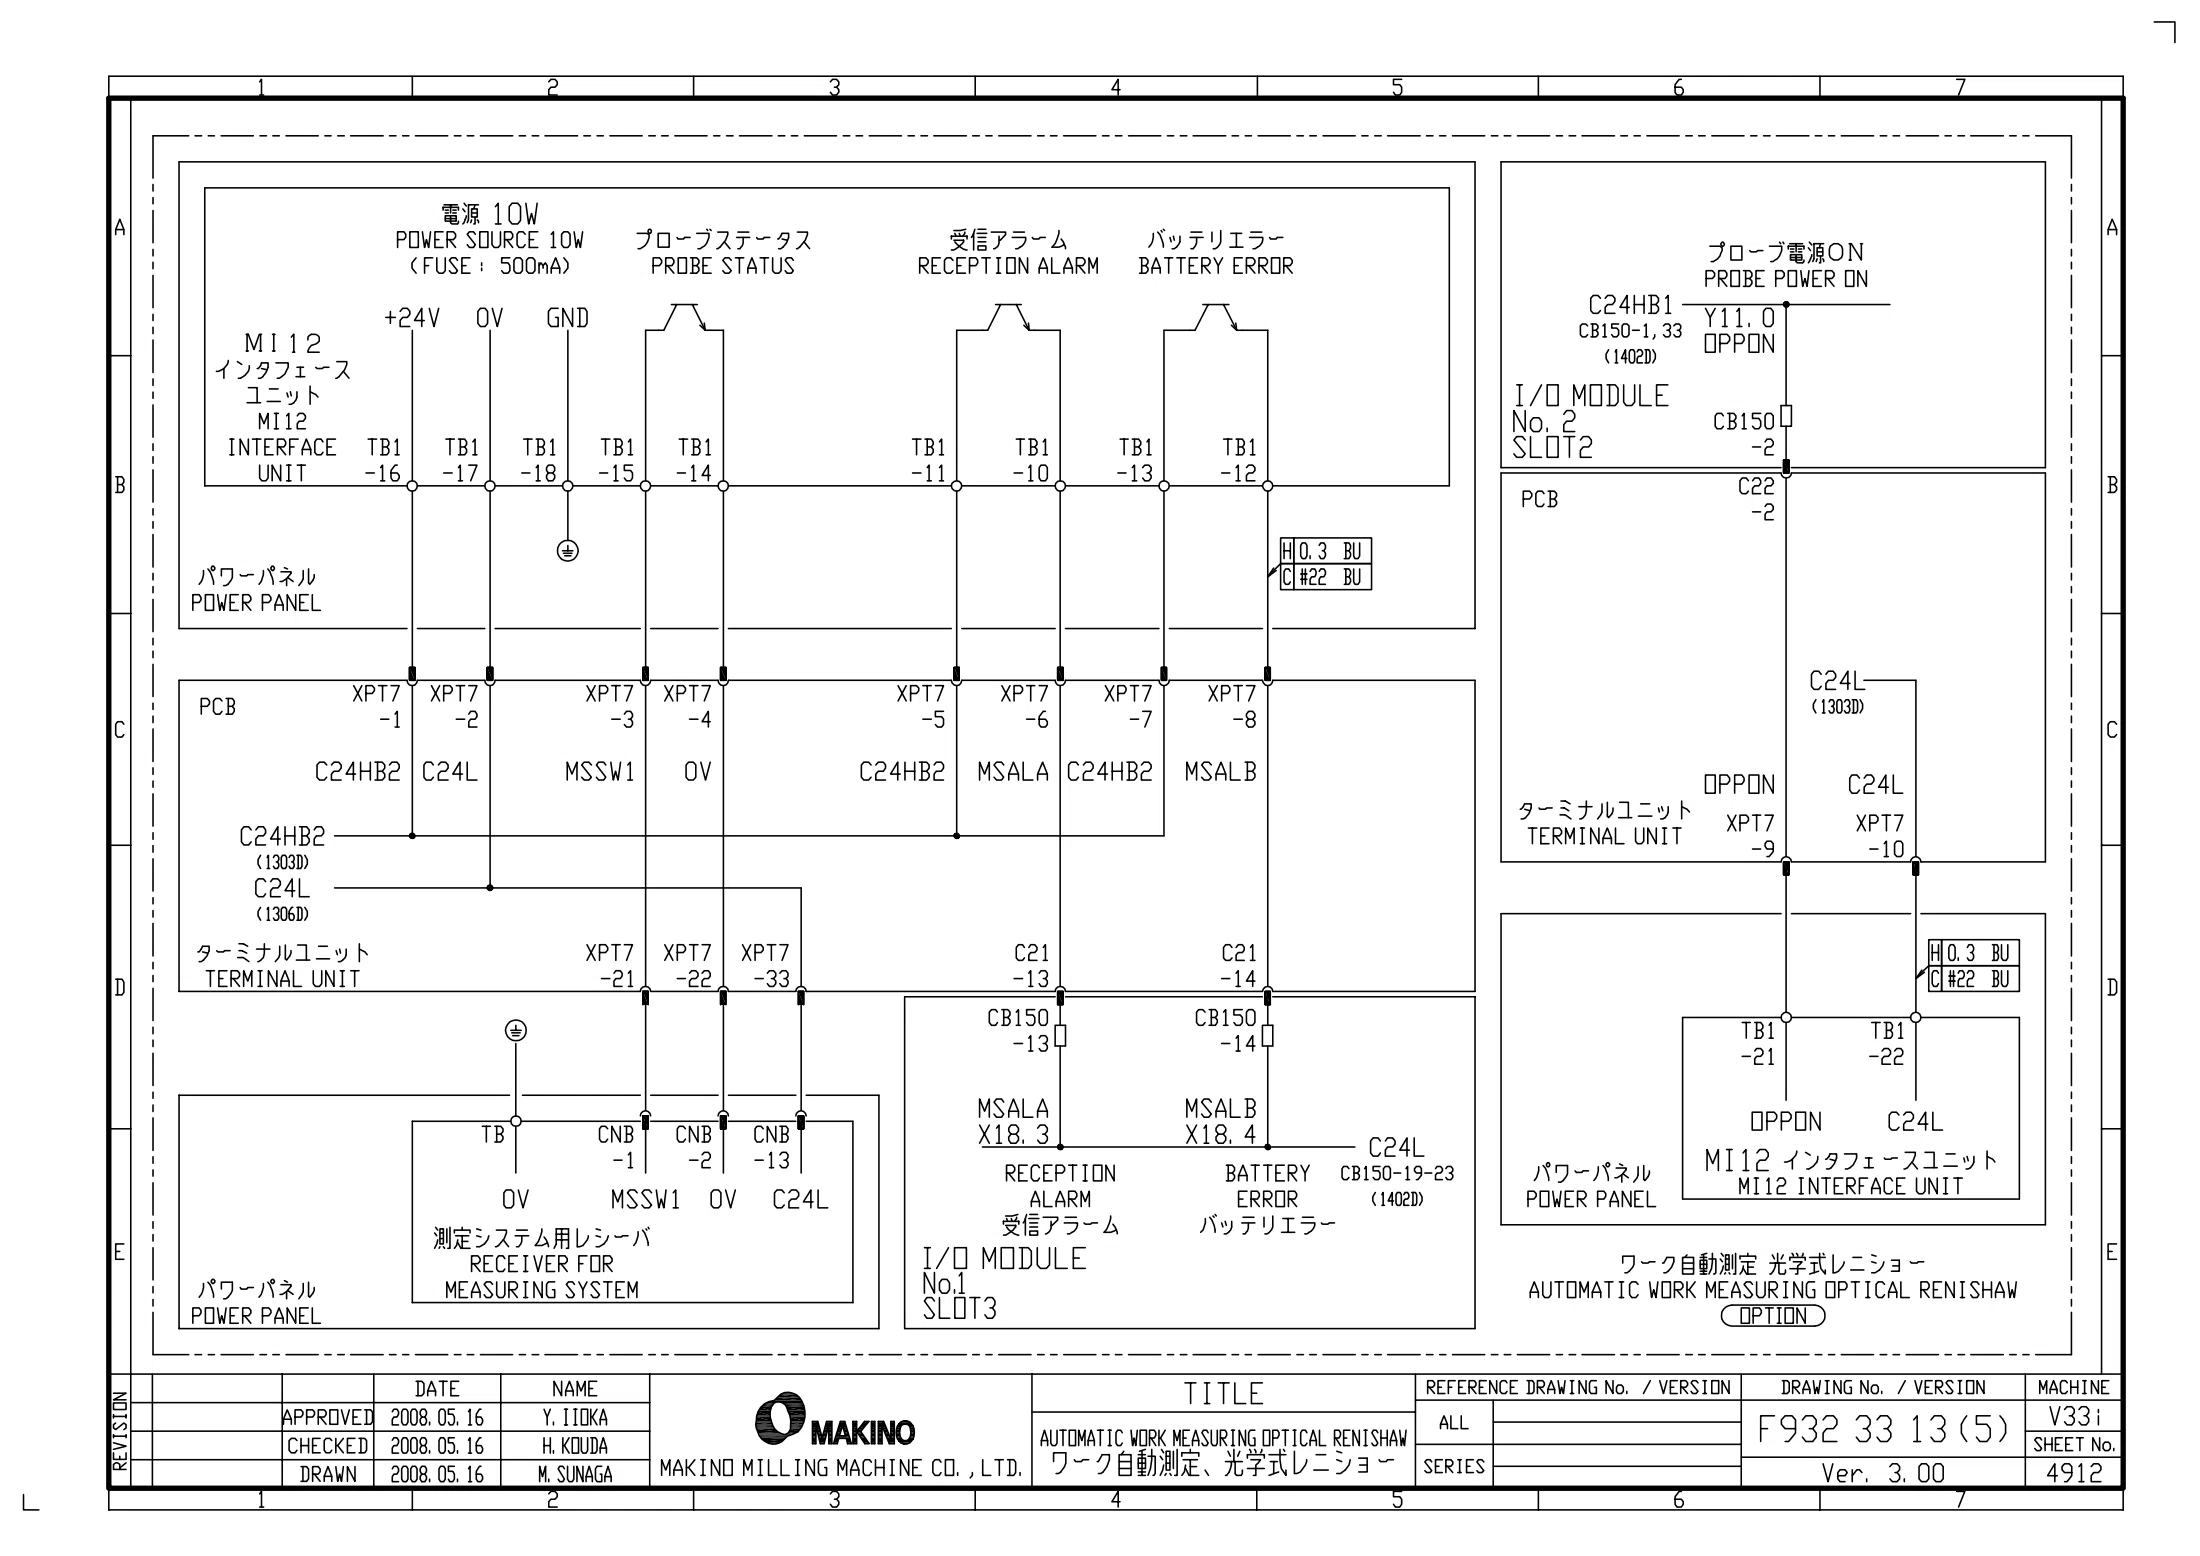 1 2 3 4 5 6 7
A
B
C
D
E
A
B
C
D
E
電源 10W
POWER SOURCE 10W
(FUSE: 500mA)
プローブステータス
PROBE STATUS
受信アラーム
RECEPTION ALARM
バッテリエラー
BATTERY ERROR
+24V 0V GND
MI12
インタフェース
ユニット
MI12
INTERFACE
UNIT
TB1 TB1 TB1 TB1 TB1 TB1 TB1 TB1 TB1
-16 -17 -18 -15 -14 -11 -10 -13 -12
H 0.3 BU
C #22 BU
パワーパネル
POWER PANEL
PCB
XPT7 XPT7 XPT7 XPT7 XPT7 XPT7 XPT7 XPT7
-1 -2 -3 -4 -5 -6 -7 -8
C24HB2 C24L MSSW1 0V C24HB2 MSALA C24HB2 MSALB
C24HB2
(1303D)
C24L
(1306D)
ターミナルユニット
TERMINAL UNIT
XPT7 XPT7 XPT7 C21 C21
-21 -22 -33 -13 -14
TB CNB CNB CNB
-1 -2 -13
0V MSSW1 0V C24L
測定システム用レシーバ
RECEIVER FOR
MEASURING SYSTEM
パワーパネル
POWER PANEL
CB150 CB150
-13 -14
MSALA MSALB
X18.3 X18.4
C24L
CB150-19-23
(1402D)
RECEPTION
ALARM
受信アラーム
BATTERY
ERROR
バッテリエラー
I/O MODULE
No.1
SLOT3
プローブ電源ON
PROBE POWER ON
C24HB1
CB150-1,33
(1402D)
Y11.0
OPPON
I/O MODULE
No.2
SLOT2
CB150
-2
PCB
C22
-2
C24L
(1303D)
OPPON C24L
ターミナルユニット
TERMINAL UNIT
XPT7 XPT7
-9 -10
H 0.3 BU
C #22 BU
TB1 TB1
-21 -22
OPPON C24L
MI12 インタフェースユニット
MI12 INTERFACE UNIT
パワーパネル
POWER PANEL
ワーク自動測定 光学式レニショー
AUTOMATIC WORK MEASURING OPTICAL RENISHAW
OPTION
REVISION
DATE NAME
APPROVED 2008.05.16 Y. IIOKA
CHECKED 2008.05.16 H. KOUDA
DRAWN 2008.05.16 M. SUNAGA
MAKINO
MAKINO MILLING MACHINE CO.,LTD.
TITLE
AUTOMATIC WORK MEASURING OPTICAL RENISHAW
ワーク自動測定、光学式レニショー
REFERENCE DRAWING No. / VERSION
ALL
SERIES
DRAWING No. / VERSION
F932 33 13(5)
Ver. 3.00
MACHINE
V33i
SHEET No.
4912
1 2 3 4 5 6 7